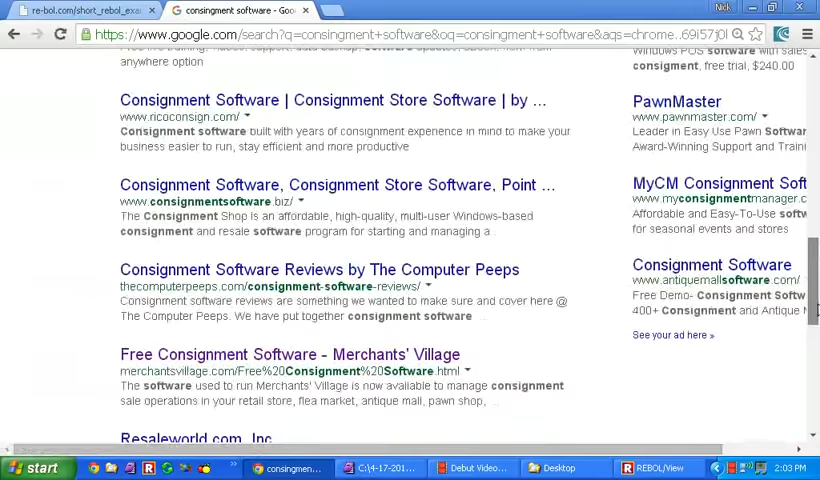 re-bol.com/short_rebol_exa
consingment software - Goo
Nick
https://www.google.com/search?q=consingment+software&oq=consingment+software&aqs=chrome..69i57j0l
anywhere option
Windows POS software with sales
consigment, free trial, $240.00
Consignment Software | Consignment Store Software | by ...
www.ricoconsign.com/
Consignment software built with years of consignment experience in mind to make your
business easier to run, stay efficient and more productive
PawnMaster
www.pawnmaster.com/
Leader in Easy Use Pawn Softwar
Award-Winning Support and Traini
Consignment Software, Consignment Store Software, Point ...
www.consignmentsoftware.biz/
The Consignment Shop is an affordable, high-quality, multi-user Windows-based
consignment and resale software program for starting and managing a ...
MyCM Consignment Soft
www.myconsignmentmanager.c
Affordable and Easy-To-Use softw
for seasonal events and stores
Consignment Software Reviews by The Computer Peeps
thecomputerpeeps.com/consignment-software-reviews/
Consignment software reviews are something we wanted to make sure and cover here @
The Computer Peeps. We have put together consignment software ...
Consignment Software
www.antiquemallsoftware.com/
Free Demo- Consignment Softw
400+ Consignment and Antique M
See your ad here »
Free Consignment Software - Merchants' Village
merchantsvillage.com/Free%20Consignment%20Software.html
The software used to run Merchants' Village is now available to manage consignment
sale operations in your retail store, flea market, antique mall, pawn shop, ...
Resaleworld.com, Inc
start
consingmen...
C:\4-17-201...
Debut Video...
Desktop
REBOL/View
2:03 PM